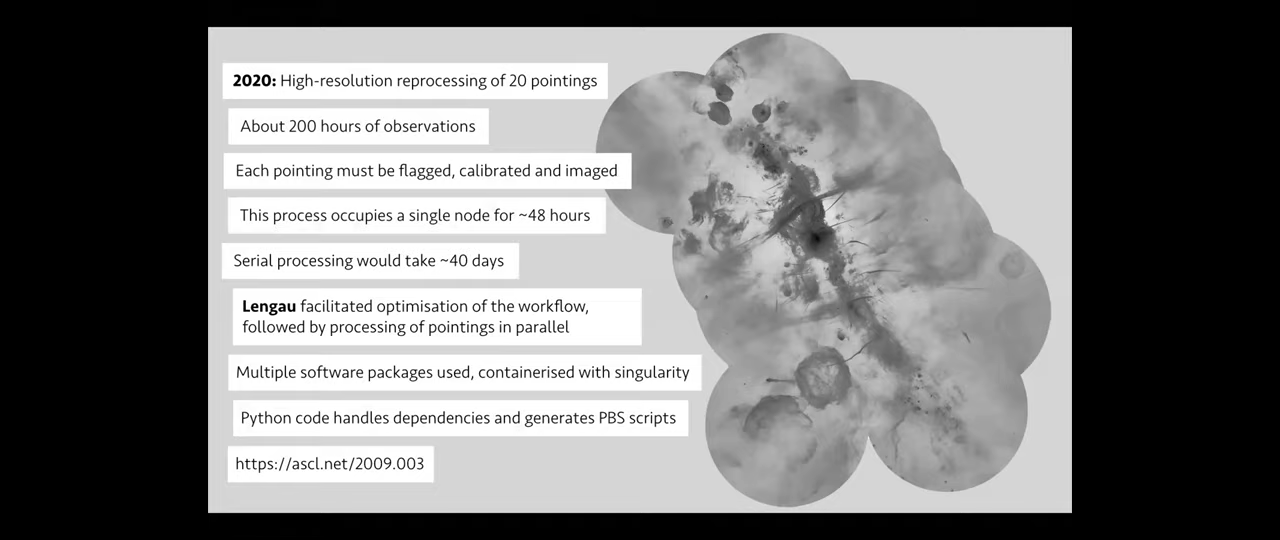 2020: High-resolution reprocessing of 20 pointings
About 200 hours of observations
Each pointing must be flagged, calibrated and imaged
This process occupies a single node for ~48 hours
Serial processing would take ~40 days
Lengau facilitated optimisation of the workflow,
followed by processing of pointings in parallel
Multiple software packages used, containerised with singularity
Python code handles dependencies and generates PBS scripts
https://ascl.net/2009.003